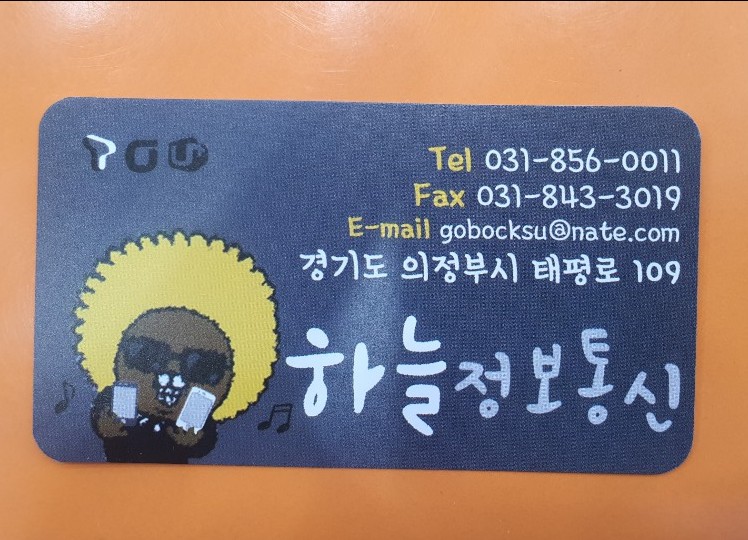 Tel 031-856-0011
Fax 031-843-3019
E-mail gobocksu@nate.com
경기도 의정부시 태평로 109
하늘정보통신